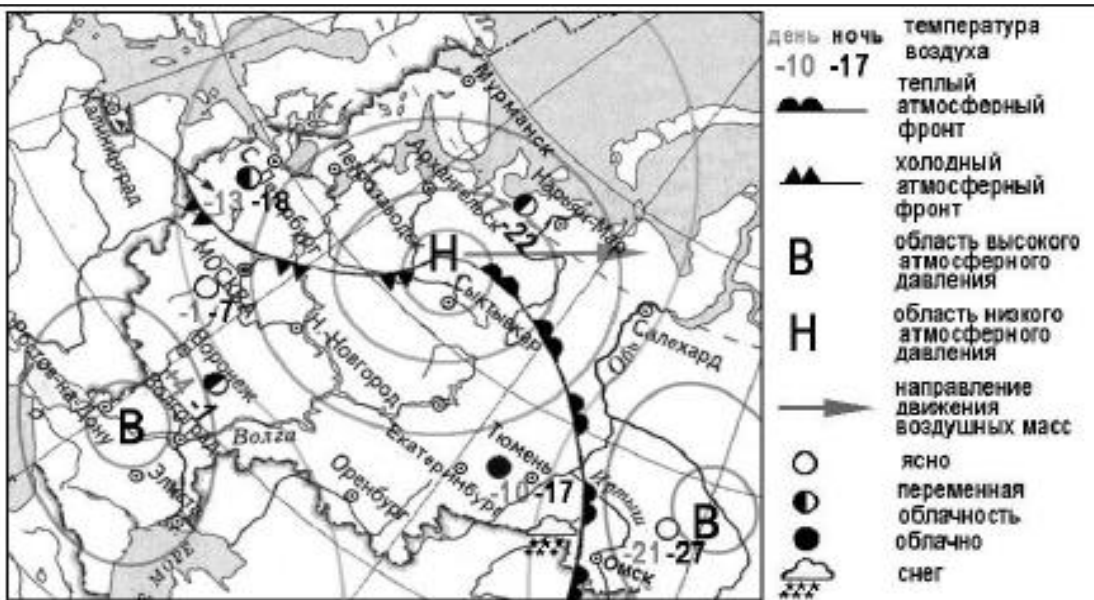 Мурманск
Калининград
С.Петербург
Петрозаводск
Архангельск
Нарьян-Мар
-13 -18
-22
Н
МОСКВА
-1 -7
Сыктывкар
Салехард
Обь
Н.Новгород
Воронеж
Ростов-на-Дону
-1
Волгоград
В
Волга
Элиста
МОРЕ
Оренбург
Екатеринбург
Тюмень
-10 -17
Иртыш
В
-21 -27
Омск
день ночь температура
воздуха
-10 -17
теплый
атмосферный
фронт
холодный
атмосферный
фронт
В
область высокого
атмосферного
давления
Н
область низкого
атмосферного
давления
направление
движения
воздушных масс
ясно
переменная
облачность
облачно
снег